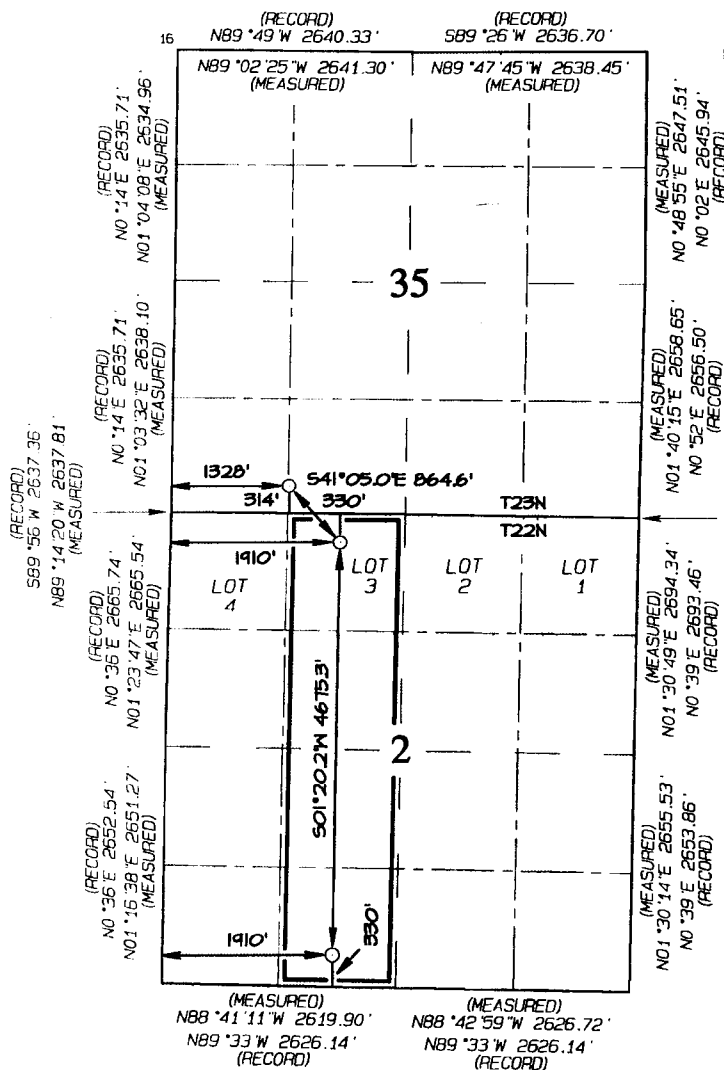 16
(RECORD)
N89°49'W 2640.33'
(RECORD)
S89°26'W 2636.70'
N89°02'25"W 2641.30'
(MEASURED)
N89°47'45"W 2638.45'
(MEASURED)
(RECORD)
N0°14'E 2635.71'
N01°04'08"E 2634.96'
(MEASURED)
(MEASURED)
N0°48'55"E 2647.51'
N0°02'E 2645.94'
(RECORD)
35
(RECORD)
N0°14'E 2635.71'
N01°03'32"E 2638.10'
(MEASURED)
(MEASURED)
N01°40'15"E 2658.65'
N0°52'E 2656.50'
(RECORD)
(RECORD)
S89°56'W 2637.36'
N89°14'20"W 2637.81'
(MEASURED)
1328'
S41°05.0'E 864.6'
314'
330'
T23N
T22N
1910'
LOT
4
LOT
3
LOT
2
LOT
1
(RECORD)
N0°36'E 2665.74'
N01°23'47"E 2665.54'
(MEASURED)
(MEASURED)
N01°30'49"E 2694.34'
N0°39'E 2693.46'
(RECORD)
S01°20.2'W 4675.3'
2
(RECORD)
N0°36'E 2652.54'
N01°16'38"E 2651.27'
(MEASURED)
(MEASURED)
N01°30'14"E 2655.53'
N0°39'E 2653.86'
(RECORD)
1910'
330'
(MEASURED)
N88°41'11"W 2619.90'
N89°33'W 2626.14'
(RECORD)
(MEASURED)
N88°42'59"W 2626.72'
N89°33'W 2626.14'
(RECORD)